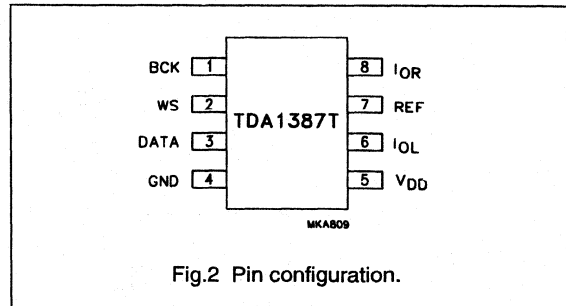 BCK 1 8 IOR
WS 2 7 REF
TDA1387T
DATA 3 6 IOL
GND 4 5 VDD
MKA809
Fig.2 Pin configuration.